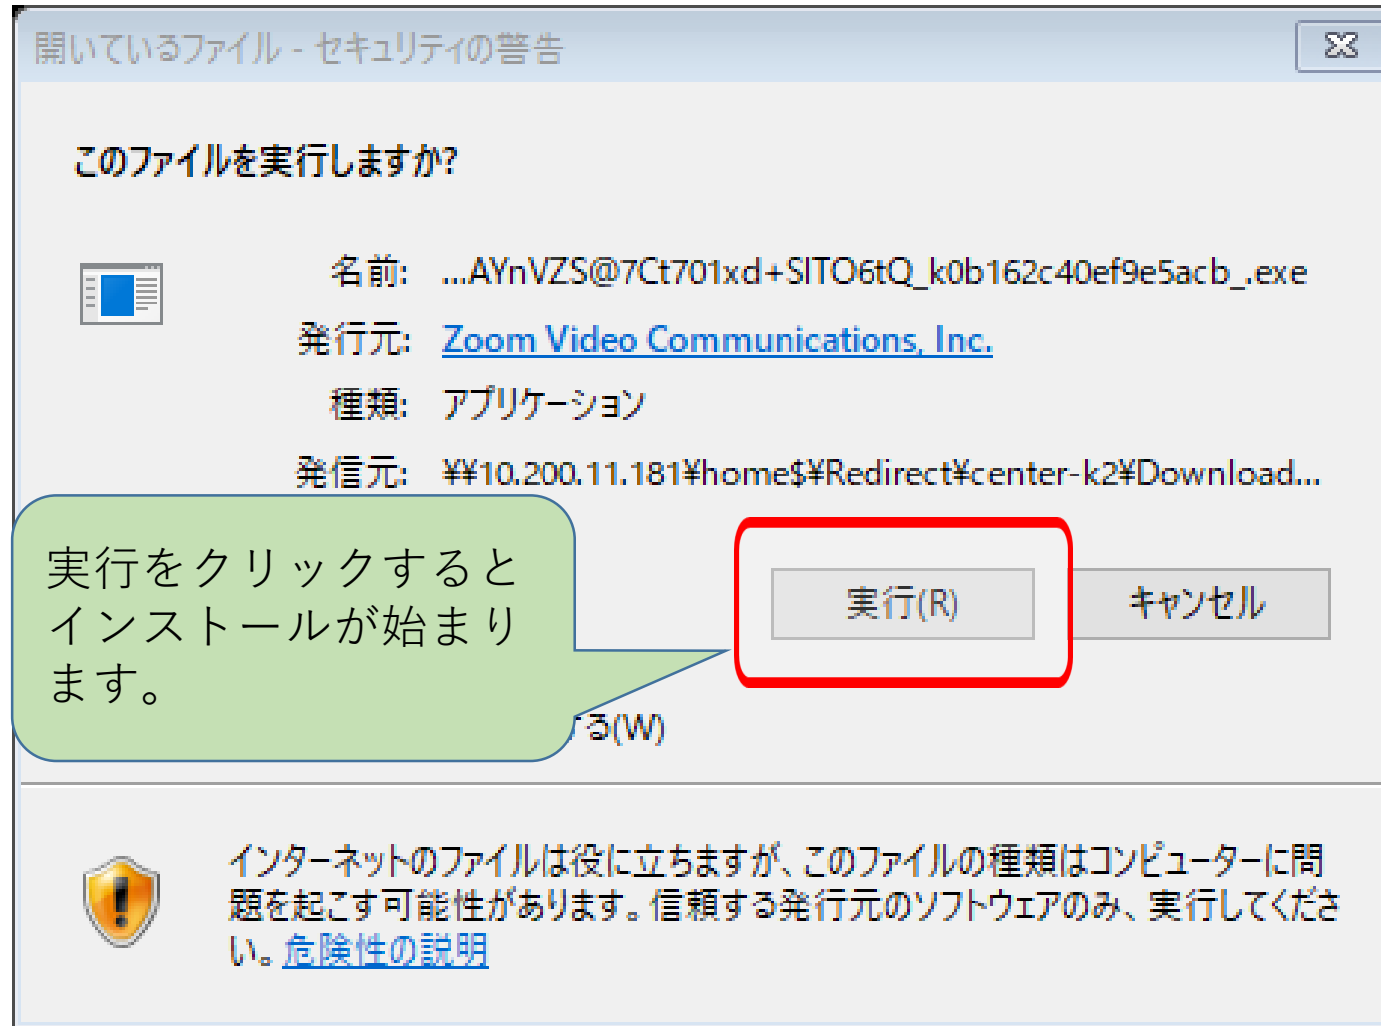 開いているファイル - セキュリティの警告
このファイルを実行しますか?
名前: ...AYnVZS@7Ct701xd+SlTO6tQ_k0b162c40ef9e5acb_.exe
発行元: Zoom Video Communications, Inc.
種類: アプリケーション
発信元: ¥¥10.200.11.181¥home$¥Redirect¥center-k2¥Download...
実行をクリックすると
インストールが始まり
ます。
実行(R) キャンセル
する(W)
インターネットのファイルは役に立ちますが、このファイルの種類はコンピューターに問
題を起こす可能性があります。信頼する発行元のソフトウェアのみ、実行してくださ
い。危険性の説明